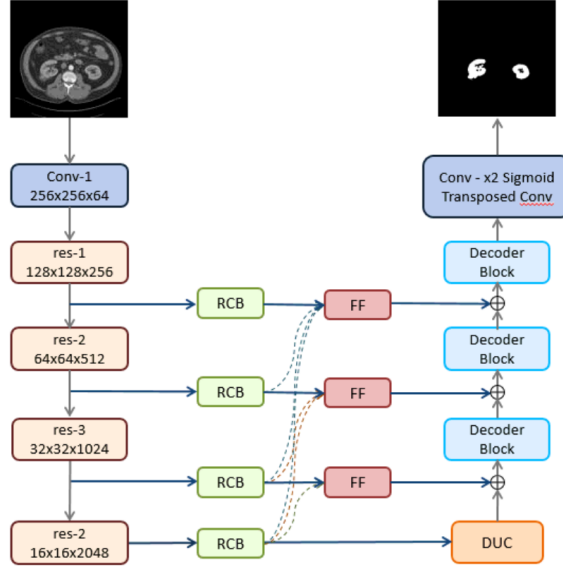 Conv-1
256x256x64
Conv - x2 Sigmoid
Transposed Conv
res-1
128x128x256
Decoder
Block
RCB
FF
res-2
64x64x512
Decoder
Block
RCB
FF
res-3
32x32x1024
Decoder
Block
RCB
FF
res-2
16x16x2048
RCB
DUC